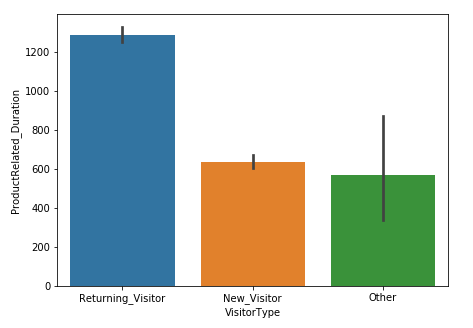 ProductRelated_Duration
1200
1000
800
600
400
200
0
Returning_Visitor
New_Visitor
Other
VisitorType